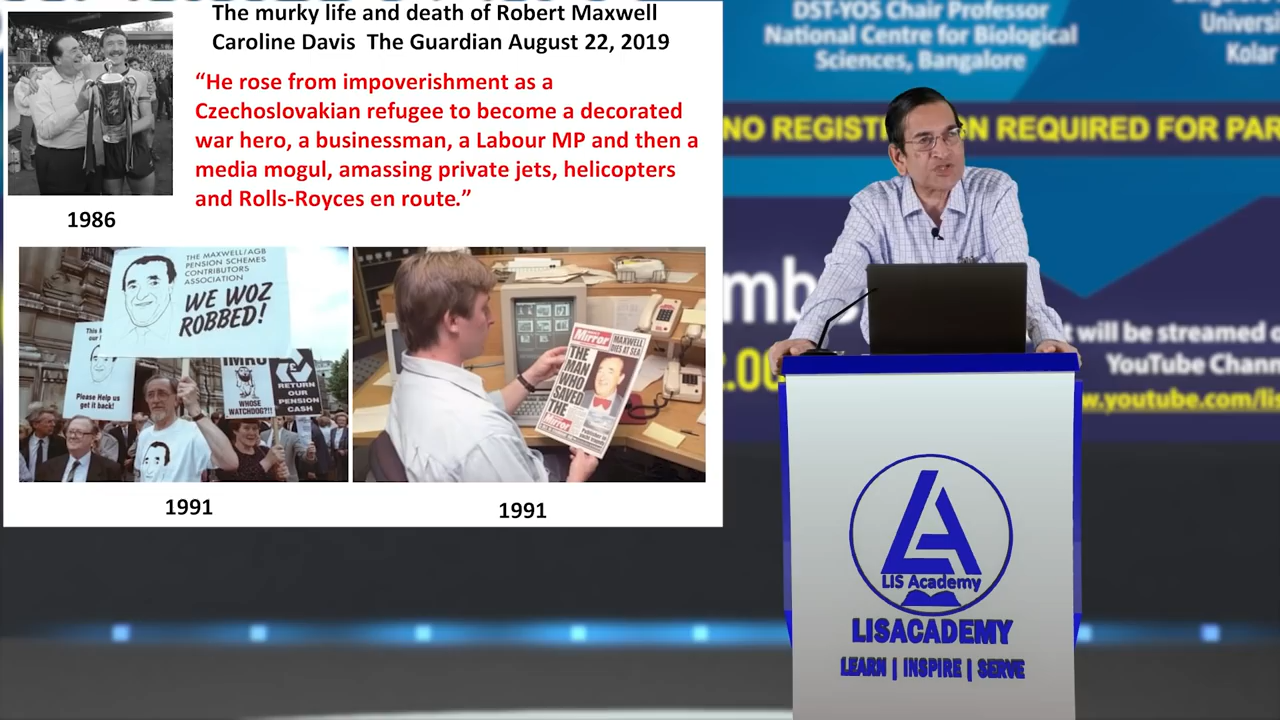 The murky life and death of Robert Maxwell
Caroline Davis The Guardian August 22, 2019
“He rose from impoverishment as a
Czechoslovakian refugee to become a decorated
war hero, a businessman, a Labour MP and then a
media mogul, amassing private jets, helicopters
and Rolls-Royces en route.”
1986
THE MAXWELL/AGB
PENSION SCHEMES
CONTRIBUTORS
ASSOCIATION
WE WOZ
ROBBED!
Please Help us
get it back!
IMRO
WHOSE
WATCHDOG?!!
RETURN
OUR
PENSION
CASH
1991
Mirror
MAXWELL
DIES AT SEA
THE
MAN
WHO
SAVED
THE
Mirror
1991
DST-YOS Chair Professor
National Centre for Biological
Sciences, Bangalore
Universi
Kolar
NO REGISTR ON REQUIRED FOR PAR
mb
2.00
t will be streamed o
YouTube Chann
w.youtube.com/lis
LIS Academy
LISACADEMY
LEARN | INSPIRE | SERVE